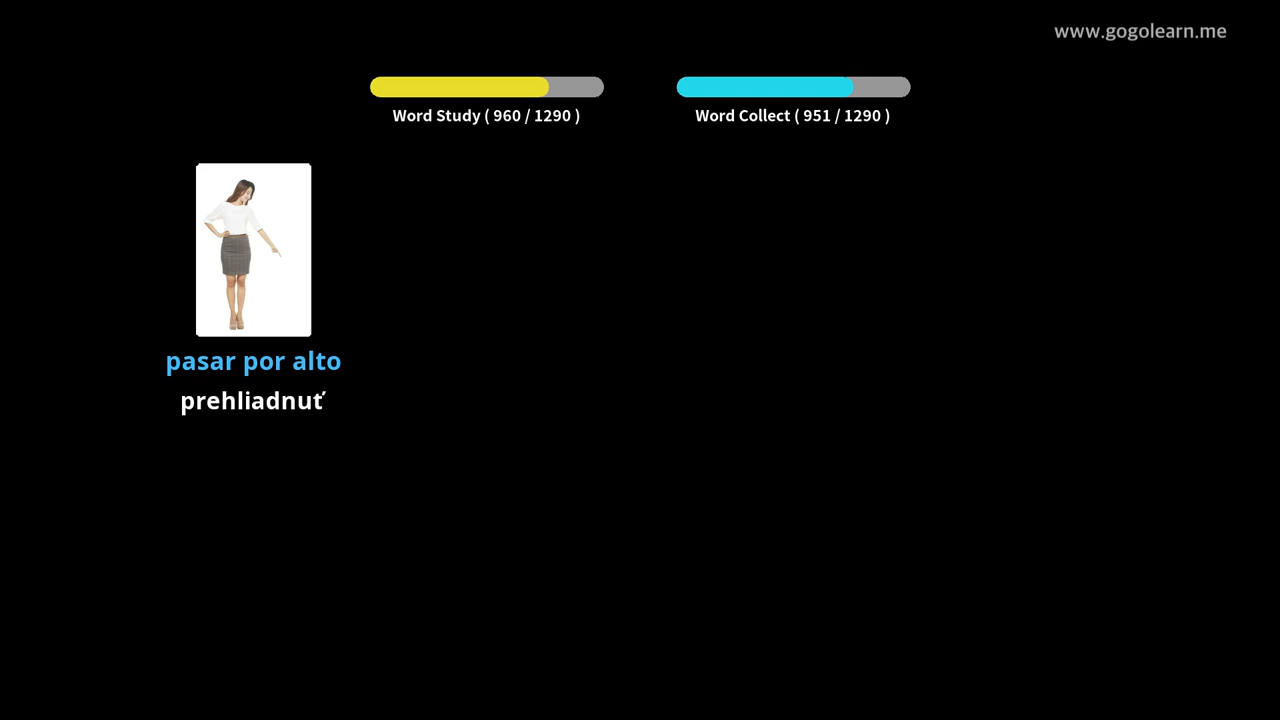 www.gogolearn.me
Word Study ( 960 / 1290 )
Word Collect ( 951 / 1290 )
pasar por alto
prehliadnuť